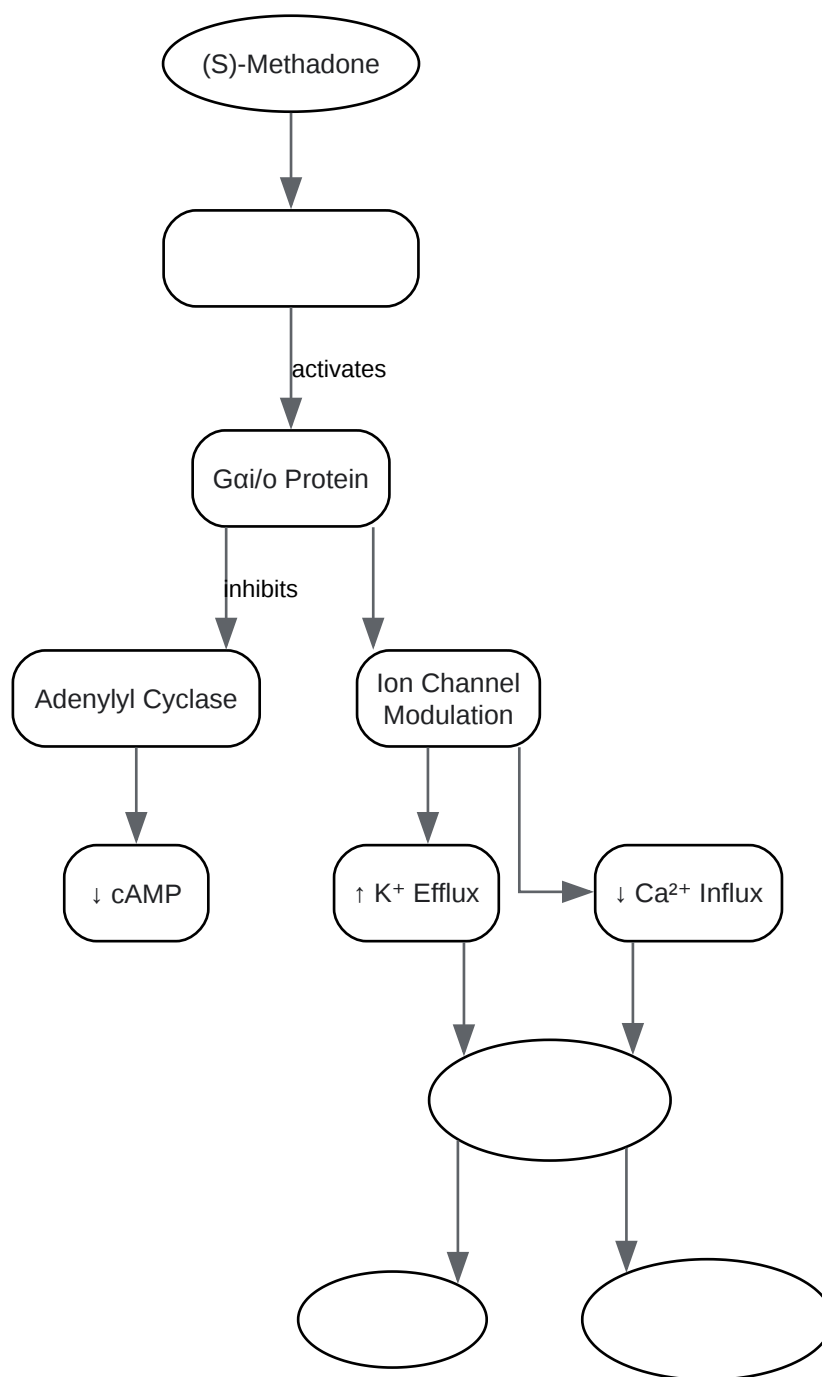 (S)-Methadone
activates
Gαi/o Protein
inhibits
Adenylyl Cyclase
Ion Channel
Modulation
↓ cAMP
↑ K⁺ Efflux
↓ Ca²⁺ Influx